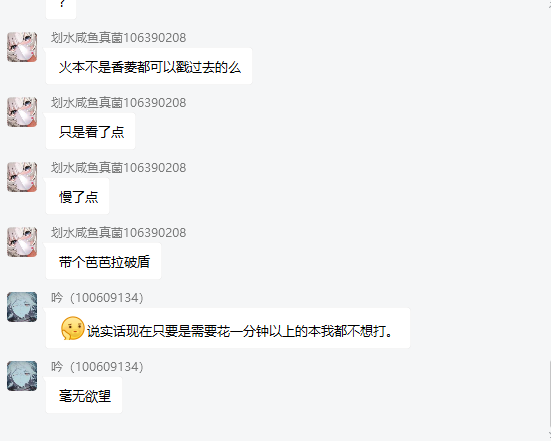 ?
划水咸鱼真菌106390208
火本不是香菱都可以戳过去的么
划水咸鱼真菌106390208
只是看了点
划水咸鱼真菌106390208
慢了点
划水咸鱼真菌106390208
带个芭芭拉破盾
吟（100609134）
说实话现在只要是需要花一分钟以上的本我都不想打。
吟（100609134）
毫无欲望